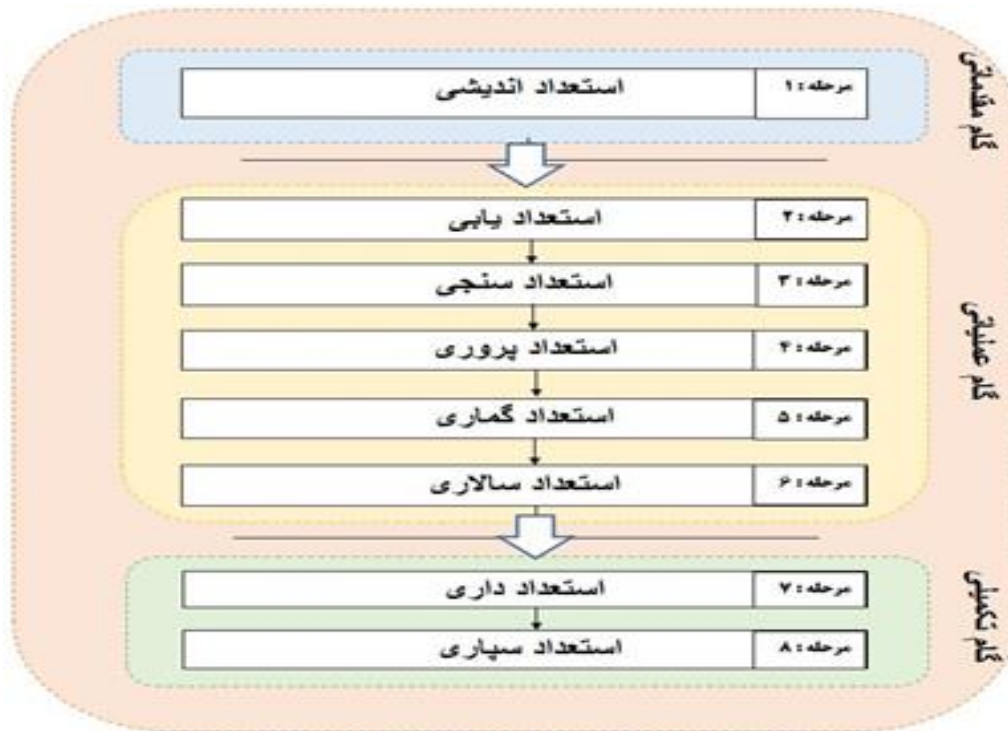 گام مقدماتی
مرحله: ۱ استعداد اندیشی
گام عملیاتی
مرحله: ۲ استعداد یابی
مرحله: ۳ استعداد سنجی
مرحله: ۴ استعداد پروری
مرحله: ۵ استعداد گماری
مرحله: ۶ استعداد سالاری
گام تکمیلی
مرحله: ۷ استعداد داری
مرحله: ۸ استعداد سپاری